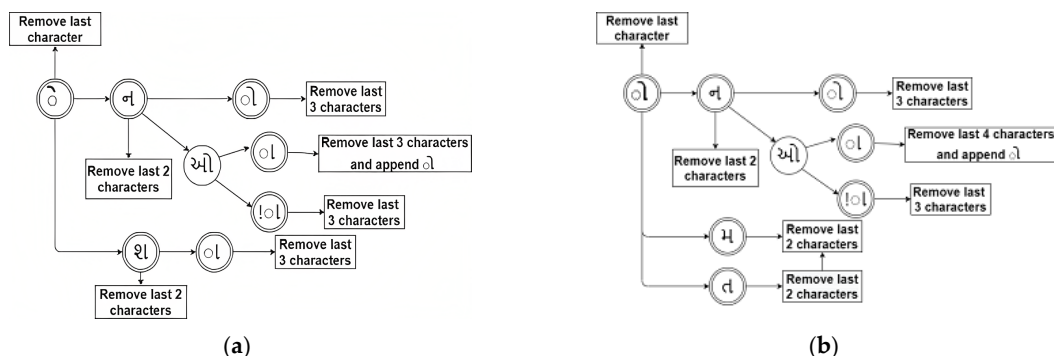 Remove last
character
ે
ન
ો
Remove last
3 characters
Remove last 2
characters
ઓ
ા
Remove last 3 characters
and append ો
!ા
Remove last
3 characters
શ
ા
Remove last
3 characters
Remove last 2
characters
(a)
Remove last
character
ો
ન
ો
Remove last
3 characters
Remove last 2
characters
ઓ
ા
Remove last 4 characters
and append ો
!ા
Remove last
3 characters
મ
Remove last
2 characters
ત
Remove last
2 characters
(b)